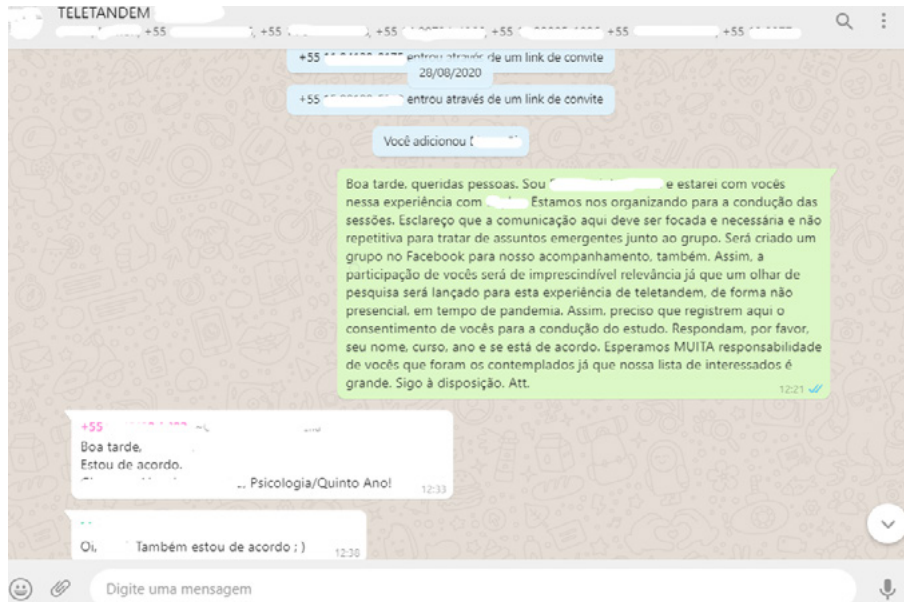 TELETANDEM
+55 , +55 , +55 , +55 +55 , +55
+55 entrou através de um link de convite
28/08/2020
+55 entrou através de um link de convite
Você adicionou
Boa tarde, queridas pessoas. Sou e estarei com vocês
nessa experiência com Estamos nos organizando para a condução das
sessões. Esclareço que a comunicação aqui deve ser focada e necessária e não
repetitiva para tratar de assuntos emergentes junto ao grupo. Será criado um
grupo no Facebook para nosso acompanhamento, também. Assim, a
participação de vocês será de imprescindível relevância já que um olhar de
pesquisa será lançado para esta experiência de teletandem, de forma não
presencial, em tempo de pandemia. Assim, preciso que registrem aqui o
consentimento de vocês para a condução do estudo. Respondam, por favor,
seu nome, curso, ano e se está de acordo. Esperamos MUITA responsabilidade
de vocês que foram os contemplados já que nossa lista de interessados é
grande. Sigo à disposição. Att.
12:21
+55
Boa tarde,
Estou de acordo.
Psicologia/Quinto Ano!
12:33
Oi, Também estou de acordo ; )
12:38
Digite uma mensagem